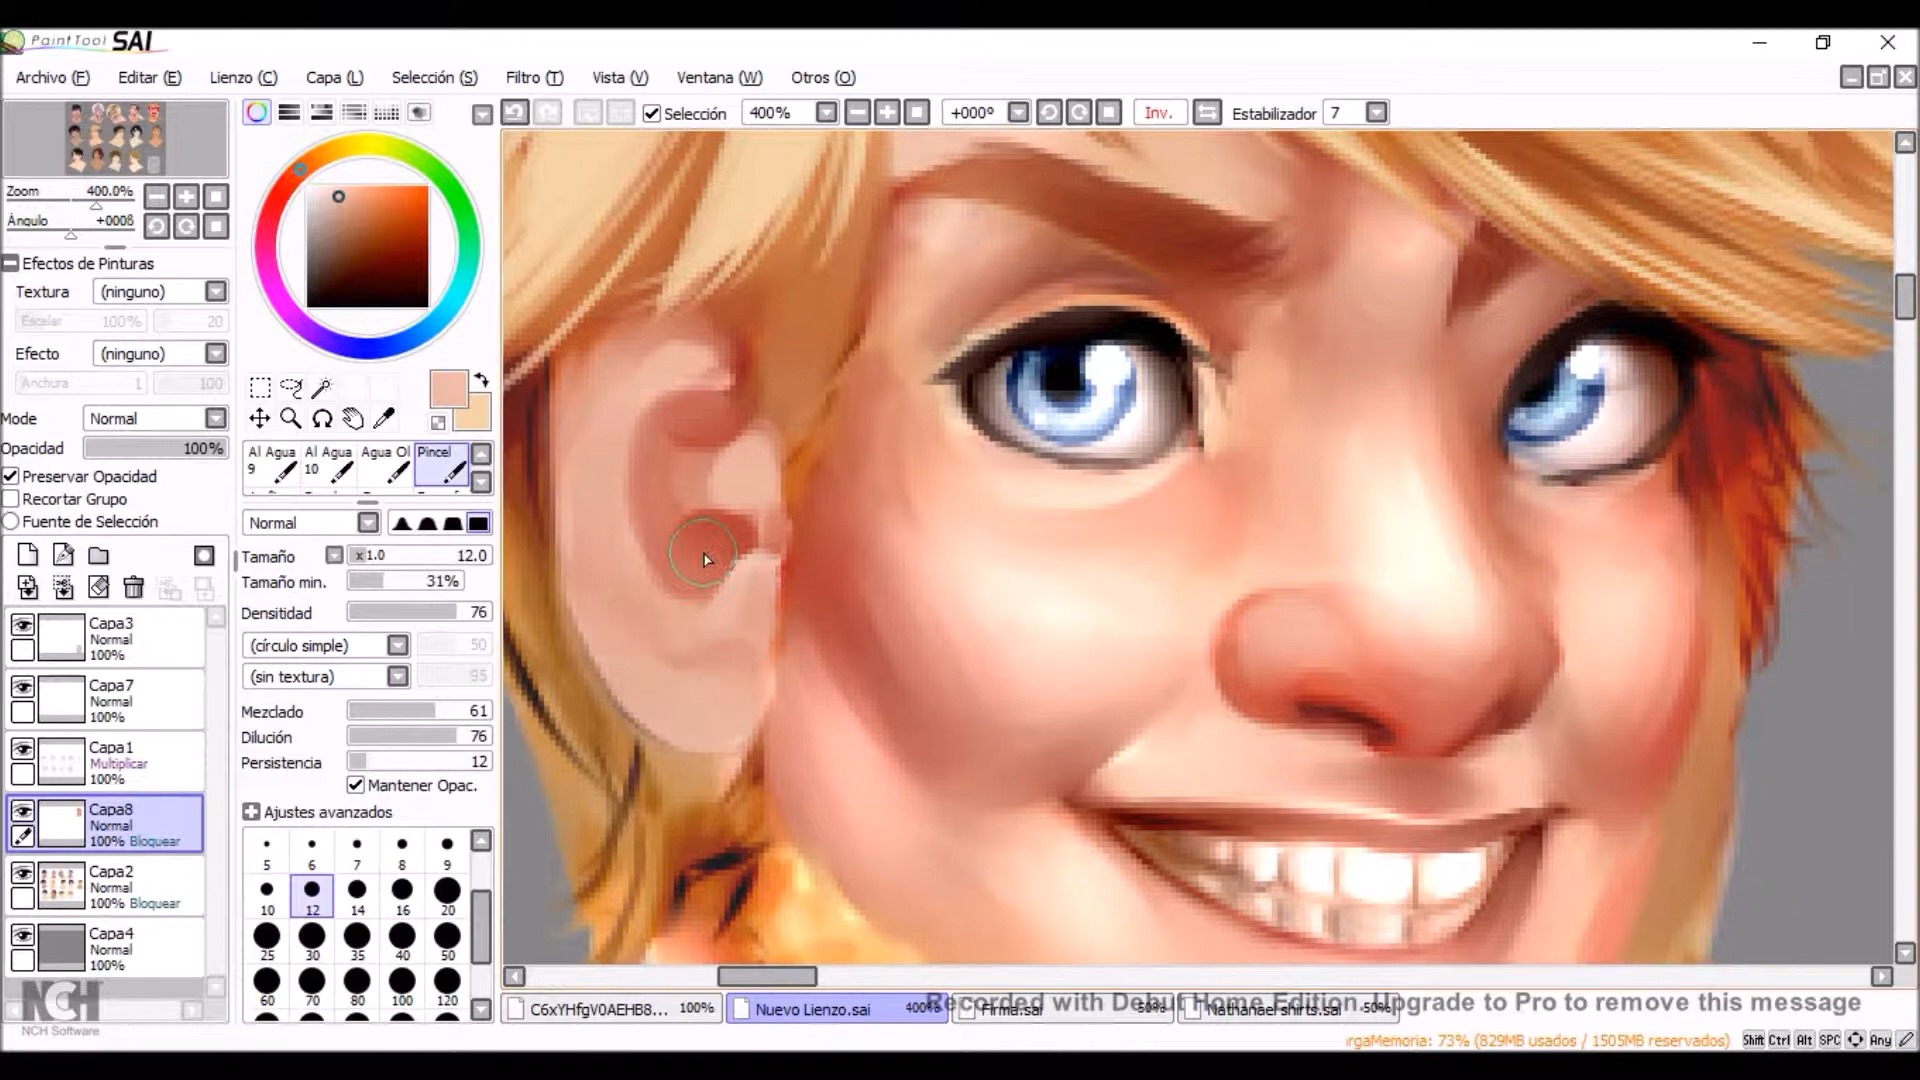 PaintTool SAI
Archivo (F) Editar (E) Lienzo (C) Capa (L) Selección (S) Filtro (T) Vista (V) Ventana (W) Otros (O)
Selección 400% +000º Inv. Estabilizador 7
Zoom 400.0%
Ángulo +000ß
Efectos de Pinturas
Textura (ninguno)
Escalar 100% 20
Efecto (ninguno)
Anchura 1 100
Mode Normal
Opacidad 100%
Preservar Opacidad
Recortar Grupo
Fuente de Selección
Capa3
Normal
100%
Capa7
Normal
100%
Capa1
Multiplicar
100%
Capa8
Normal
100% Bloquear
Capa2
Normal
100% Bloquear
Capa4
Normal
100%
NCH
NCH Software
Al Agua 9
Al Agua 10
Agua Ol
Pincel
Normal
Tamaño x1.0 12.0
Tamaño min. 31%
Densitidad 76
(círculo simple) 50
(sin textura) 95
Mezclado 61
Dilución 76
Persistencia 12
Mantener Opac.
Ajustes avanzados
5 6 7 8 9
10 12 14 16 20
25 30 35 40 50
60 70 80 100 120
C6xYHfgV0AEHB8... 100% Nuevo Lienzo.sai 400% Firma.sai 50% Nathanael shirts.sai 50%
Recorded with Debut Home Edition. Upgrade to Pro to remove this message
rgaMemoria: 73% (829MB usados / 1505MB reservados) Shift Ctrl Alt SPC Any